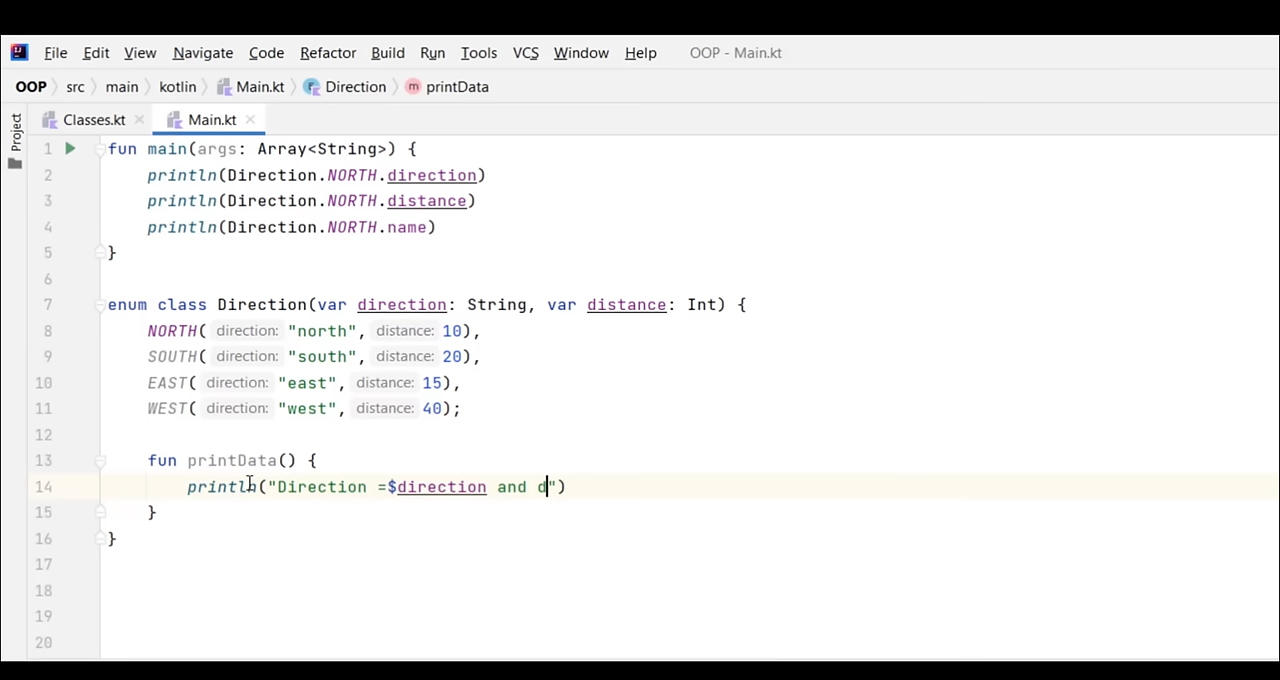 File Edit View Navigate Code Refactor Build Run Tools VCS Window Help OOP - Main.kt
OOP src main kotlin Main.kt Direction m printData
Project
Classes.kt Main.kt
1 fun main(args: Array<String>) {
2 println(Direction.NORTH.direction)
3 println(Direction.NORTH.distance)
4 println(Direction.NORTH.name)
5 }
6
7 enum class Direction(var direction: String, var distance: Int) {
8 NORTH( direction: "north", distance: 10),
9 SOUTH( direction: "south", distance: 20),
10 EAST( direction: "east", distance: 15),
11 WEST( direction: "west", distance: 40);
12
13 fun printData() {
14 println("Direction =$direction and d")
15 }
16 }
17
18
19
20